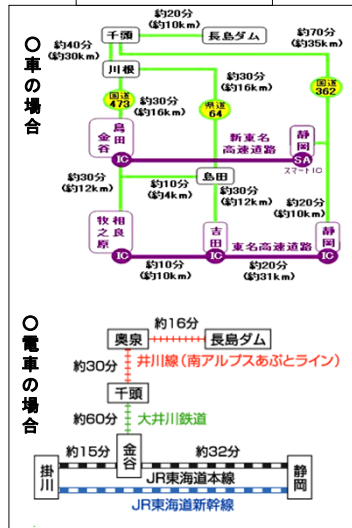 ○車の場合
約20分
(約10km)
千頭
長島ダム
約70分
(約35km)
約40分
(約30km)
川根
国道
473
約30分
(約16km)
約30分
(約16km)
県道
64
国道
362
島田
金谷
IC
新東名
高速道路
静岡
SA
スマートIC
約30分
(約12km)
約10分
(約4km)
島田
約30分
(約12km)
約20分
(約10km)
相良
牧之原
IC
吉田
IC
東名高速道路
静岡
IC
約10分
(約10km)
約20分
(約31km)
○電車の場合
約16分
奥泉
長島ダム
井川線(南アルプスあぷとライン)
約30分
千頭
約60分
大井川鉄道
約15分
金谷
約32分
掛川
静岡
JR東海道本線
JR東海道新幹線